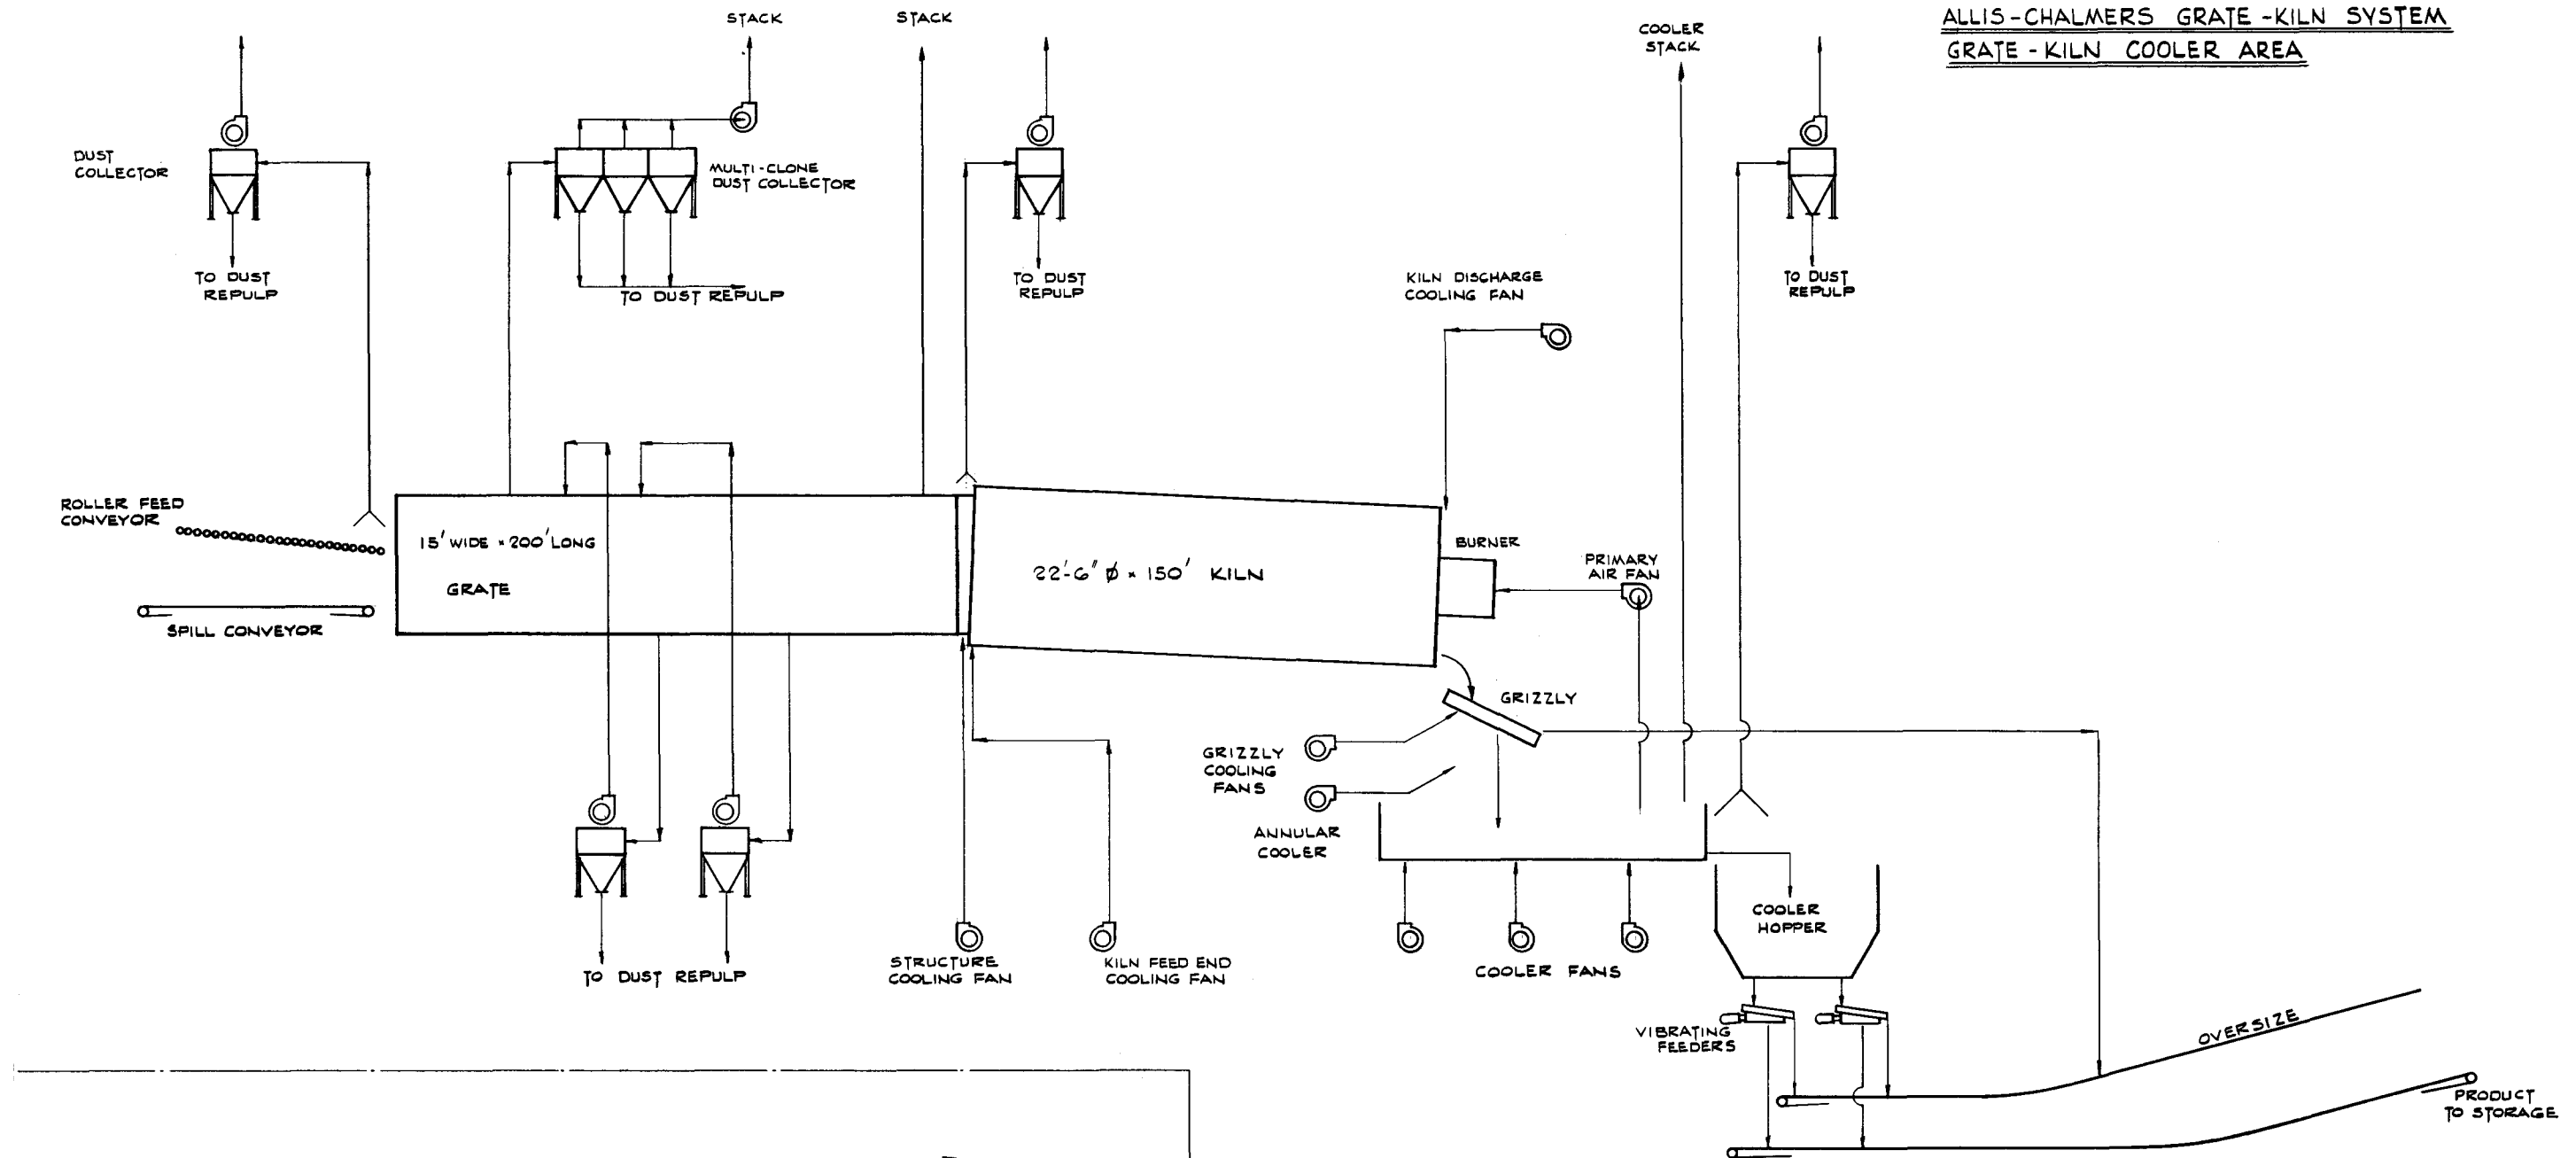 ALLIS-CHALMERS GRATE-KILN SYSTEM
GRATE-KILN COOLER AREA
STACK
STACK
COOLER
STACK
DUST
COLLECTOR
MULTI-CLONE
DUST COLLECTOR
TO DUST
REPULP
TO DUST REPULP
TO DUST
REPULP
TO DUST
REPULP
KILN DISCHARGE
COOLING FAN
ROLLER FEED
CONVEYOR
15' WIDE × 200' LONG
GRATE
22'-6" Ø × 150' KILN
BURNER
PRIMARY
AIR FAN
SPILL CONVEYOR
GRIZZLY
GRIZZLY
COOLING
FANS
ANNULAR
COOLER
COOLER
HOPPER
TO DUST REPULP
STRUCTURE
COOLING FAN
KILN FEED END
COOLING FAN
COOLER FANS
VIBRATING
FEEDERS
OVERSIZE
PRODUCT
TO STORAGE